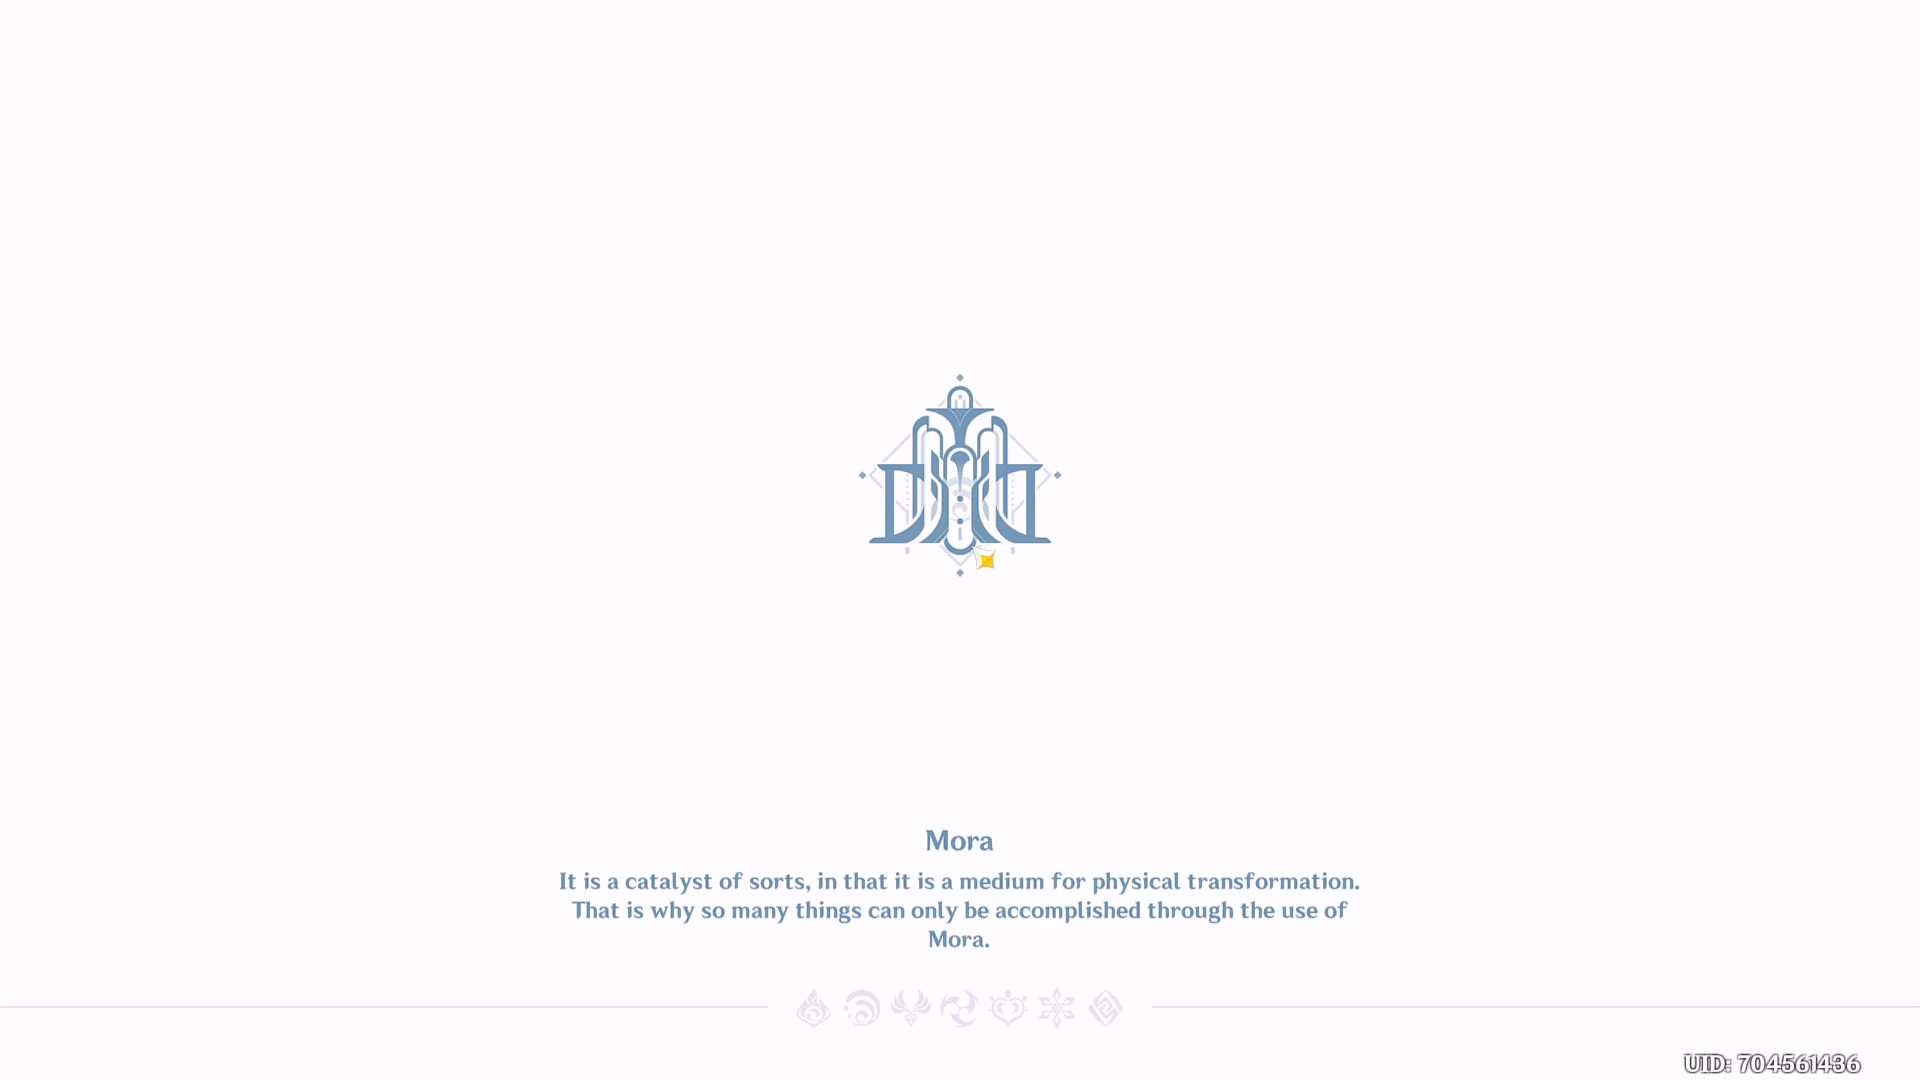 Mora
It is a catalyst of sorts, in that it is a medium for physical transformation.
That is why so many things can only be accomplished through the use of
Mora.
UID: 704561436